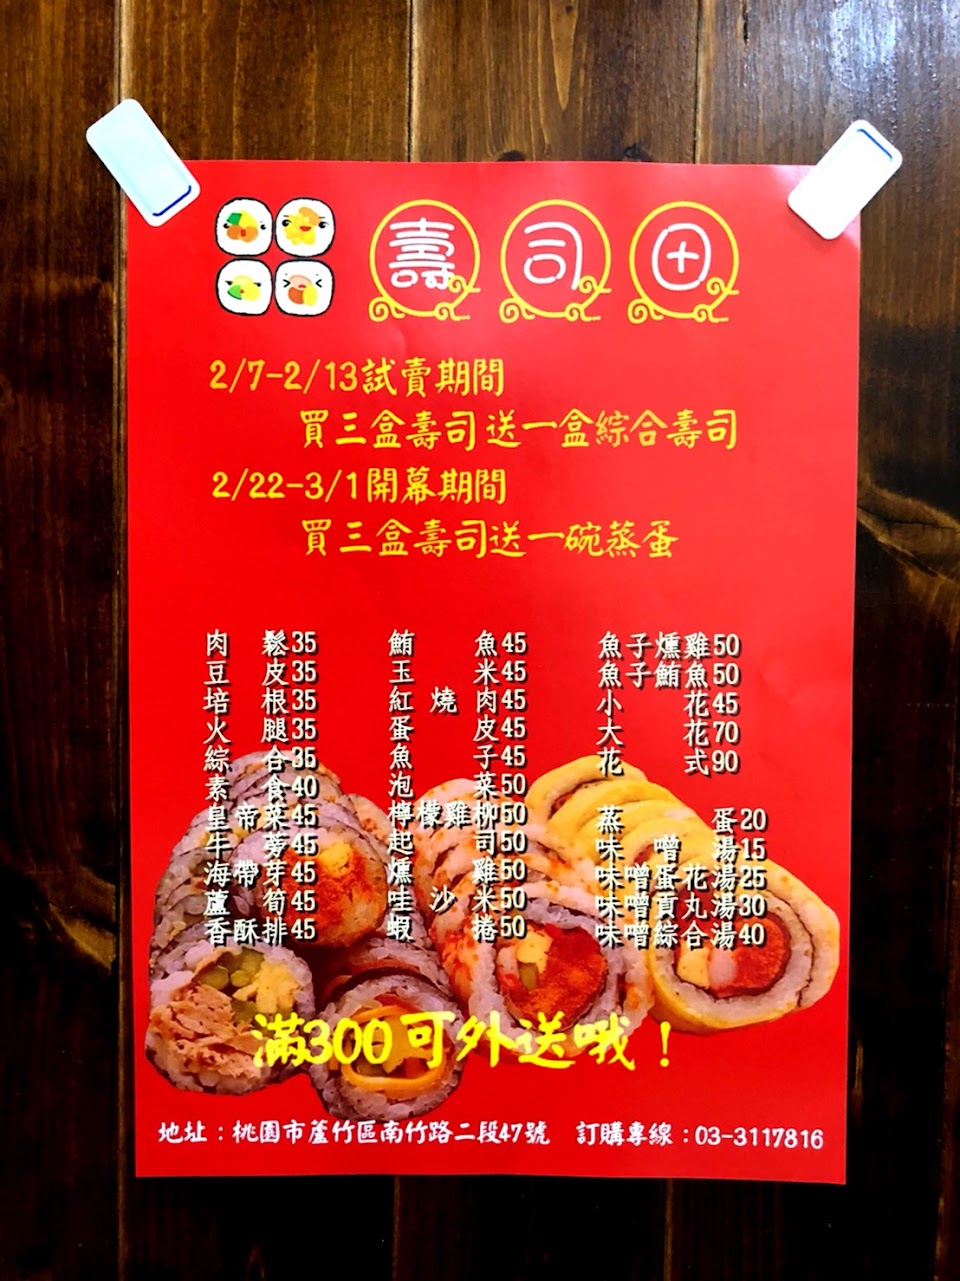 壽司田
2/7-2/13試賣期間
買三盒壽司送一盒綜合壽司
2/22-3/1開幕期間
買三盒壽司送一碗蒸蛋
肉鬆35
豆皮35
培根35
火腿35
綜合35
素食40
皇帝菜45
牛蒡45
海帶芽45
蘆筍45
香酥排45
鮪魚45
玉米45
紅燒肉45
蛋皮45
魚子45
泡菜50
檸檬雞柳50
起司50
燻雞50
哇沙米50
蝦捲50
魚子燻雞50
魚子鮪魚50
小花45
大花70
花式90
蒸蛋20
味噌湯15
味噌蛋花湯25
味噌貢丸湯30
味噌綜合湯40
滿300可外送哦！
地址：桃園市蘆竹區南竹路二段47號 訂購專線：03-3117816